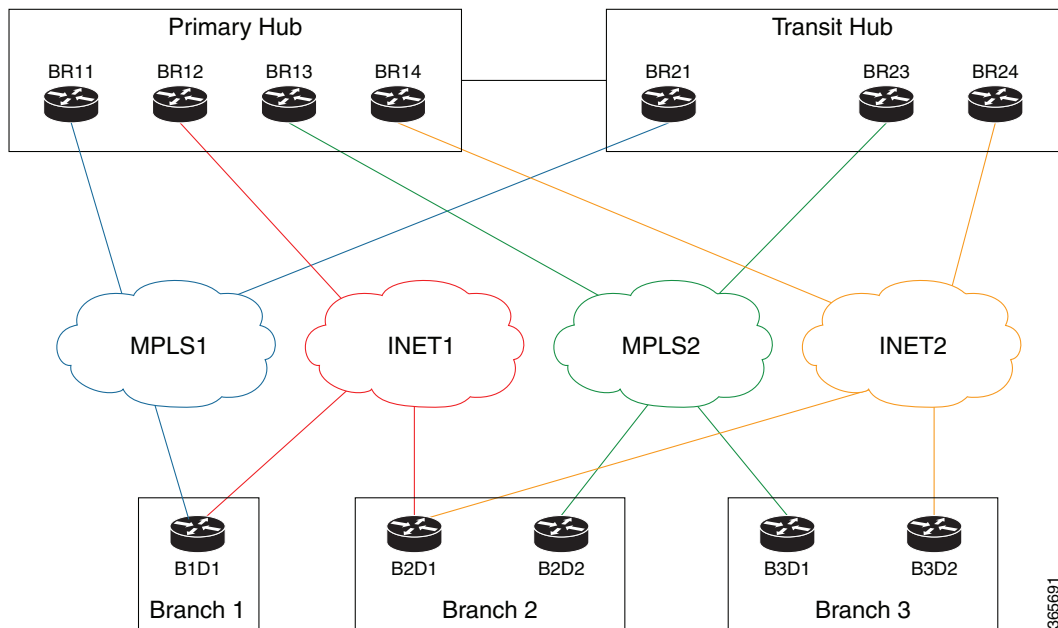 Primary Hub
Transit Hub
BR11 BR12 BR13 BR14
BR21 BR23 BR24
MPLS1 INET1 MPLS2 INET2
B1D1 B2D1 B2D2 B3D1 B3D2
Branch 1 Branch 2 Branch 3
365691